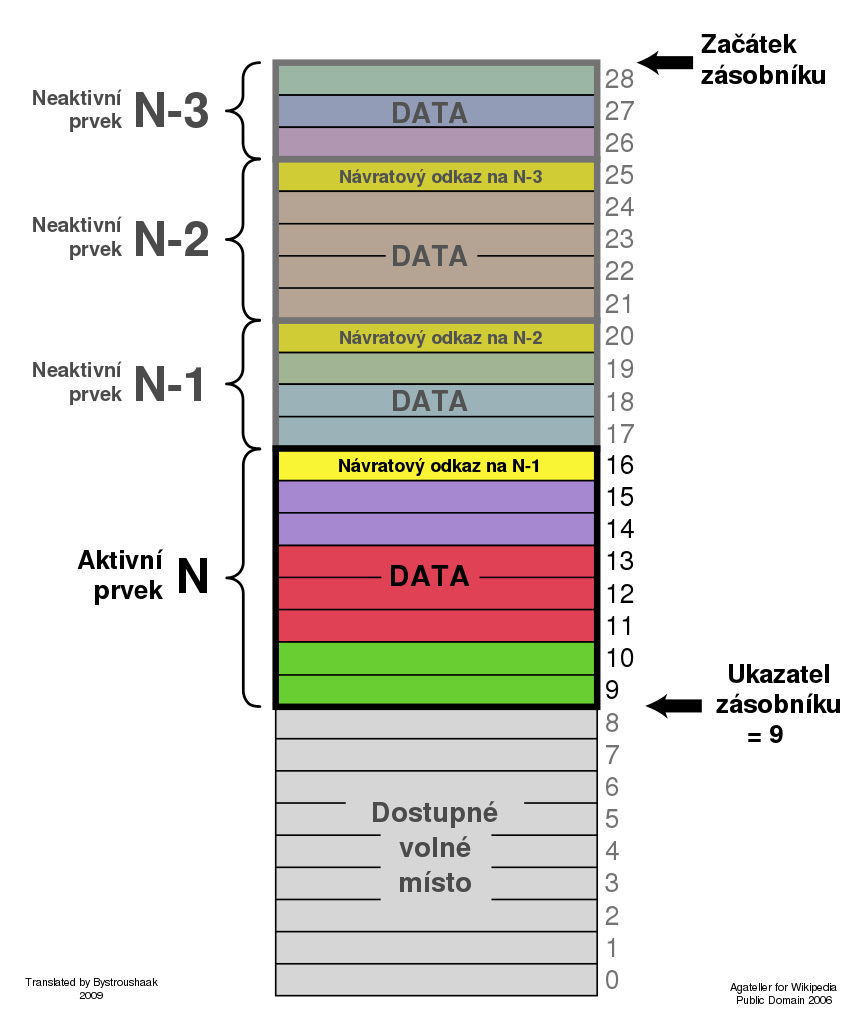 Začátek
zásobníku
28
Neaktivní
prvek N-3
DATA
27
26
Návratový odkaz na N-3
25
24
Neaktivní
prvek N-2
23
DATA
22
21
Návratový odkaz na N-2
20
19
Neaktivní
prvek N-1
DATA
18
17
Návratový odkaz na N-1
16
15
14
13
Aktivní
prvek N
DATA
12
11
10
9
Ukazatel
zásobníku
= 9
8
7
6
Dostupné
volné
místo
5
4
3
2
1
0
Translated by Bystroushaak
2009
Agateller for Wikipedia
Public Domain 2006